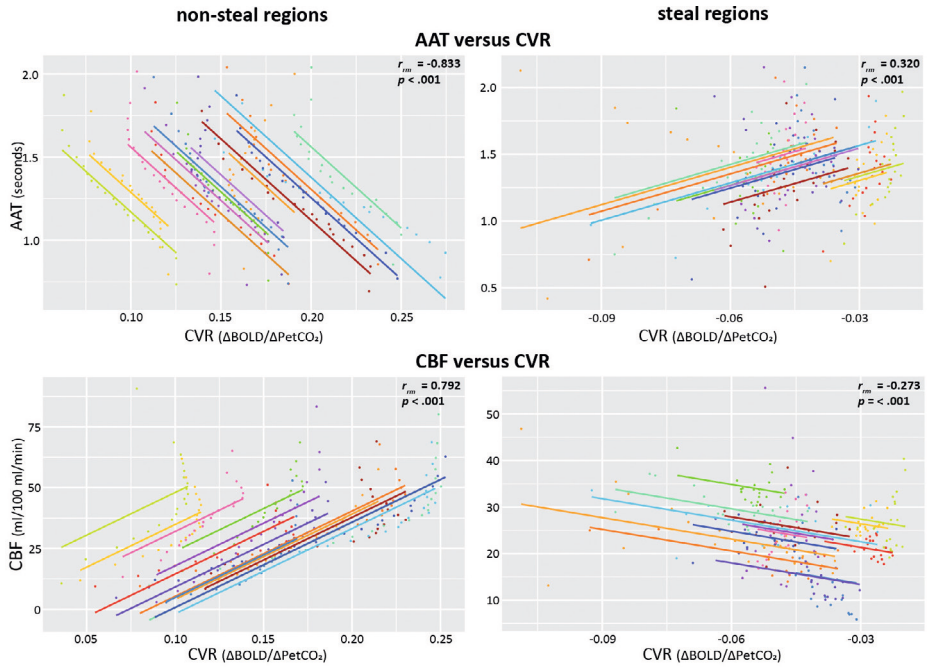 non-steal regions
steal regions
AAT versus CVR
r_rm = -0.833
p < .001
2.0
1.5
1.0
AAT (seconds)
0.10
0.15
0.20
0.25
CVR (ΔBOLD/ΔPetCO₂)
r_rm = 0.320
p < .001
2.0
1.5
1.0
0.5
-0.09
-0.06
-0.03
CVR (ΔBOLD/ΔPetCO₂)
CBF versus CVR
r_rm = 0.792
p < .001
75
50
25
0
CBF (ml/100 ml/min)
0.05
0.10
0.15
0.20
0.25
CVR (ΔBOLD/ΔPetCO₂)
r_rm = -0.273
p = < .001
50
40
30
20
10
-0.09
-0.06
-0.03
CVR (ΔBOLD/ΔPetCO₂)